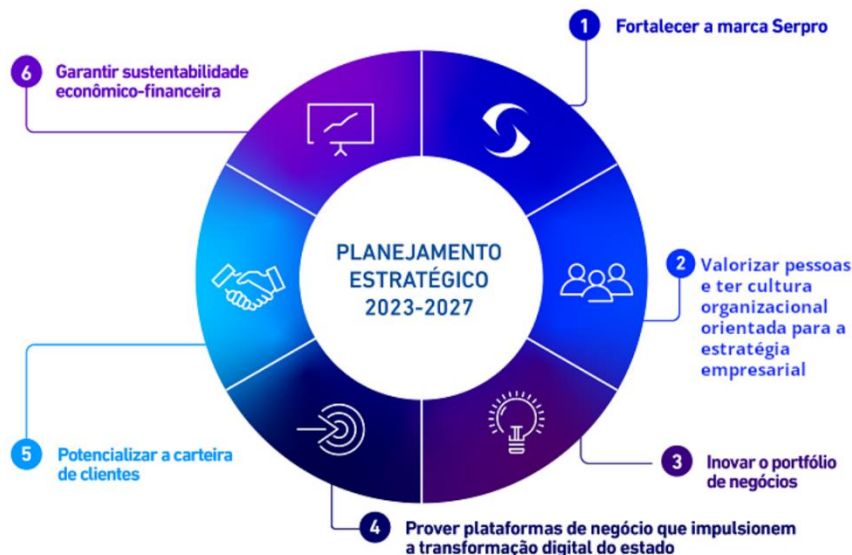 PLANEJAMENTO
ESTRATÉGICO
2023-2027
1
Fortalecer a marca Serpro
2
Valorizar pessoas
e ter cultura
organizacional
orientada para a
estratégia
empresarial
3
Inovar o portfólio
de negócios
4
Prover plataformas de negócio que impulsionem
a transformação digital do estado
5
Potencializar a carteira
de clientes
6
Garantir sustentabilidade
econômico-financeira